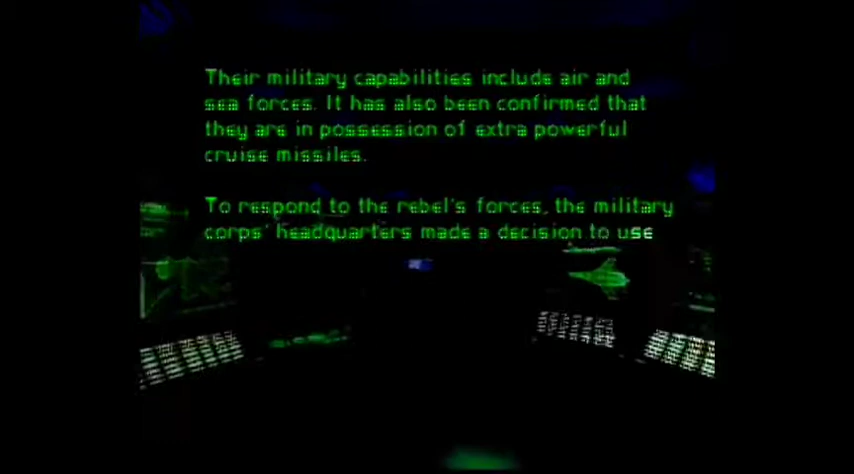 Their military capabilities include air and
sea forces. It has also been confirmed that
they are in possession of extra powerful
cruise missiles.
To respond to the rebel's forces, the military
corps' headquarters made a decision to use